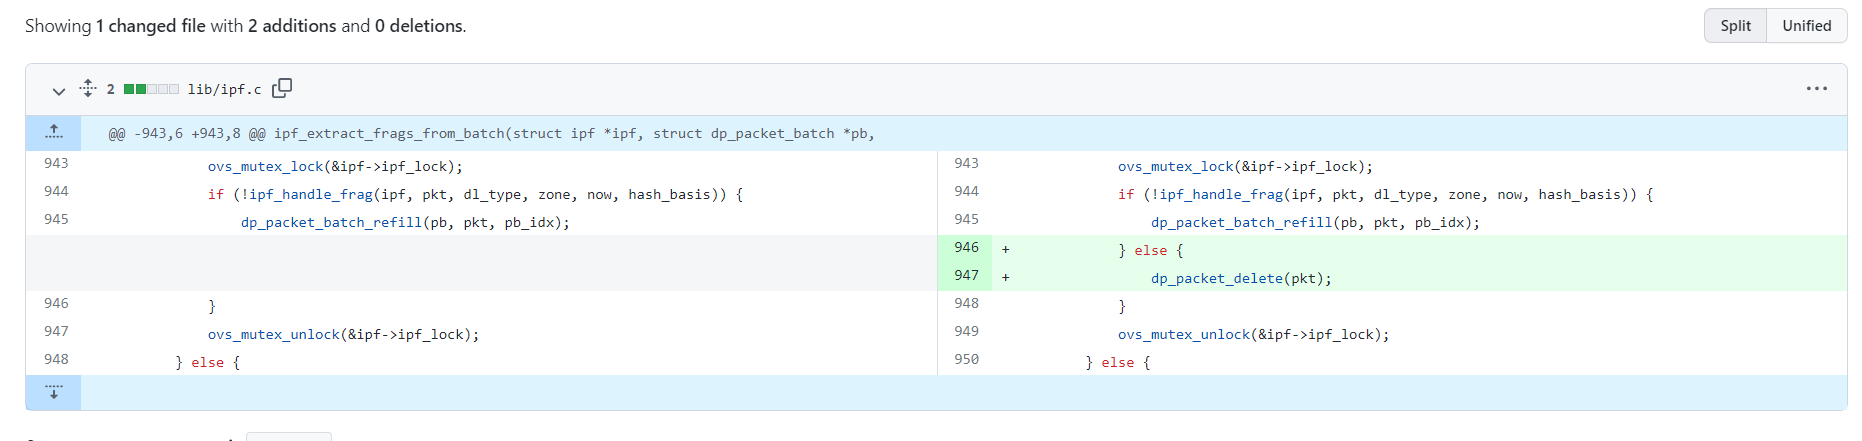 Showing 1 changed file with 2 additions and 0 deletions.
Split Unified
2 lib/ipf.c
@@ -943,6 +943,8 @@ ipf_extract_frags_from_batch(struct ipf *ipf, struct dp_packet_batch *pb,
943 ovs_mutex_lock(&ipf->ipf_lock); 943 ovs_mutex_lock(&ipf->ipf_lock);
944 if (!ipf_handle_frag(ipf, pkt, dl_type, zone, now, hash_basis)) { 944 if (!ipf_handle_frag(ipf, pkt, dl_type, zone, now, hash_basis)) {
945 dp_packet_batch_refill(pb, pkt, pb_idx); 945 dp_packet_batch_refill(pb, pkt, pb_idx);
946 + } else {
947 + dp_packet_delete(pkt);
946 } 948 }
947 ovs_mutex_unlock(&ipf->ipf_lock); 949 ovs_mutex_unlock(&ipf->ipf_lock);
948 } else { 950 } else {